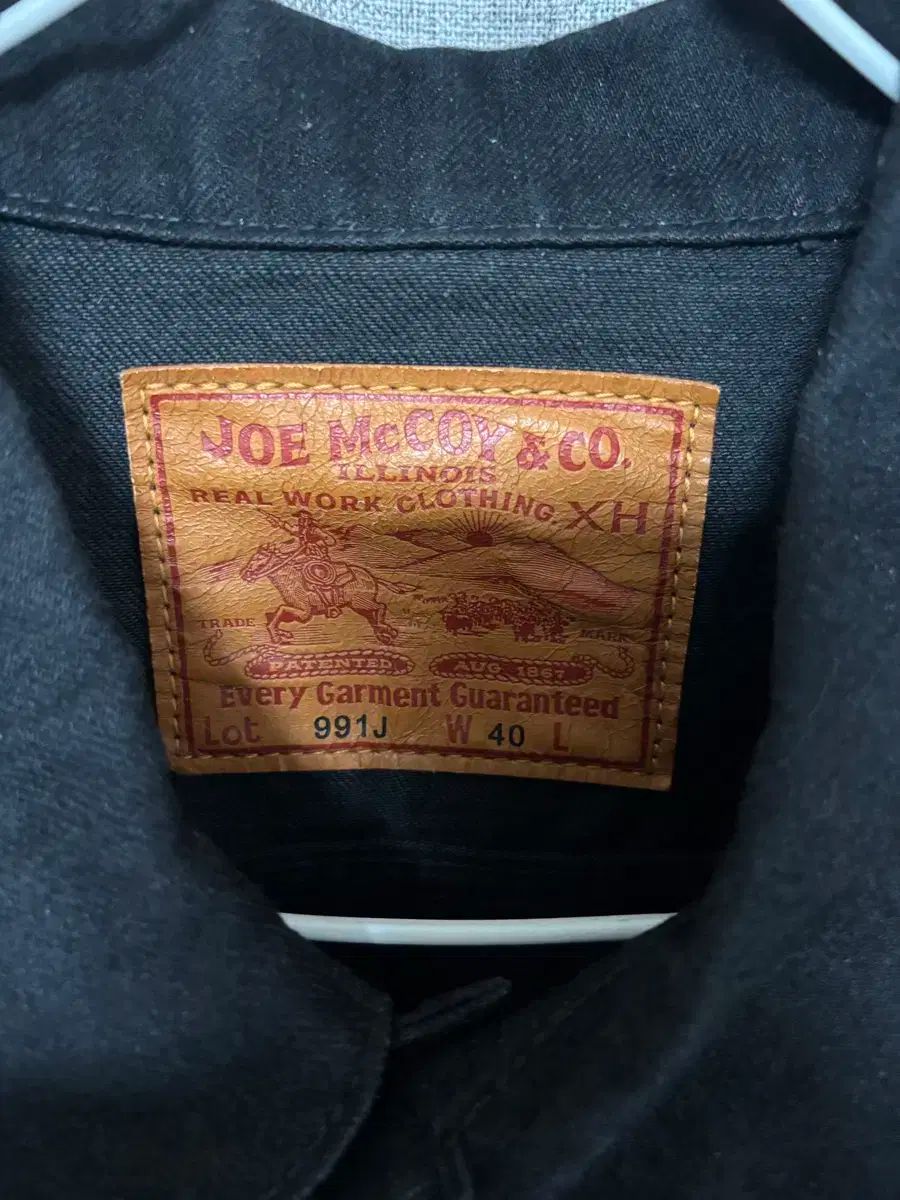 JOE McCOY & CO.
ILLINOIS
REAL WORK CLOTHING. XH
TRADE MARK
PATENTED AUG. 1887
Every Garment Guaranteed
Lot 991J W 40 L